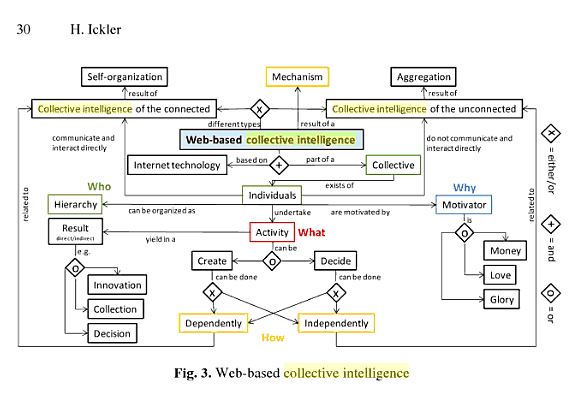 30 H. Ickler
Self-organization
Mechanism
Aggregation
result of
result of
Collective intelligence of the connected
X
Collective intelligence of the unconnected
different types
result of a
communicate and
interact directly
do not communicate and
interact directly
Web-based collective intelligence
Internet technology
based on
+
part of a
Collective
exists of
Who
Individuals
Why
Hierarchy
can be organized as
undertake
are motivated by
Motivator
Result
direct/indirect
yield in a
Activity
What
is
can be
O
Money
e.g.
O
Create
O
Decide
Love
Innovation
can be done
can be done
Glory
Collection
X
X
Decision
Dependently
Independently
How
related to
related to
X = either/or
+ = and
O = or
Fig. 3. Web-based collective intelligence